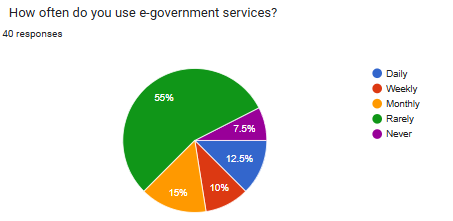 How often do you use e-government services?
40 responses
55%
7.5%
12.5%
10%
15%
Daily
Weekly
Monthly
Rarely
Never